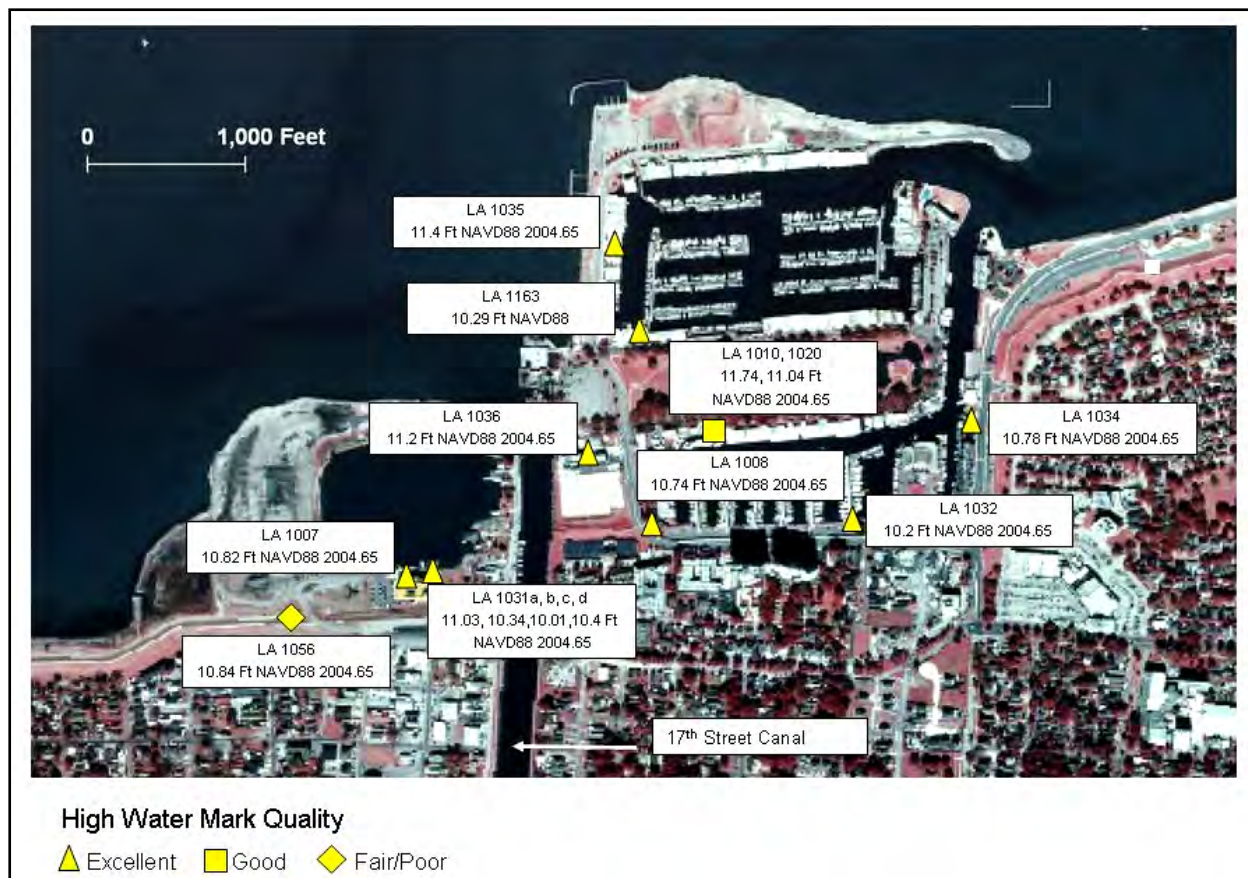 0 1,000 Feet
LA 1035
11.4 Ft NAVD88 2004.65
LA 1163
10.29 Ft NAVD88
LA 1010, 1020
11.74, 11.04 Ft
NAVD88 2004.65
LA 1036
11.2 Ft NAVD88 2004.65
LA 1034
10.78 Ft NAVD88 2004.65
LA 1008
10.74 Ft NAVD88 2004.65
LA 1032
10.2 Ft NAVD88 2004.65
LA 1007
10.82 Ft NAVD88 2004.65
LA 1031a, b, c, d
11.03, 10.34,10.01,10.4 Ft
NAVD88 2004.65
LA 1056
10.84 Ft NAVD88 2004.65
17th Street Canal
High Water Mark Quality
Excellent Good Fair/Poor